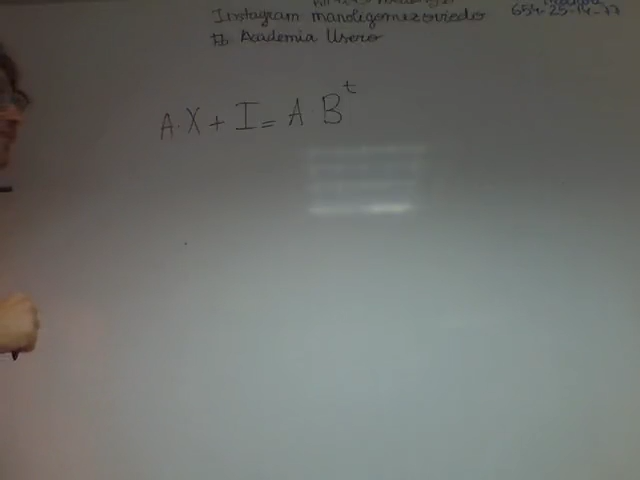 Instagram manoligomezoviedo
Academia Usero
A·X + I = A B^t